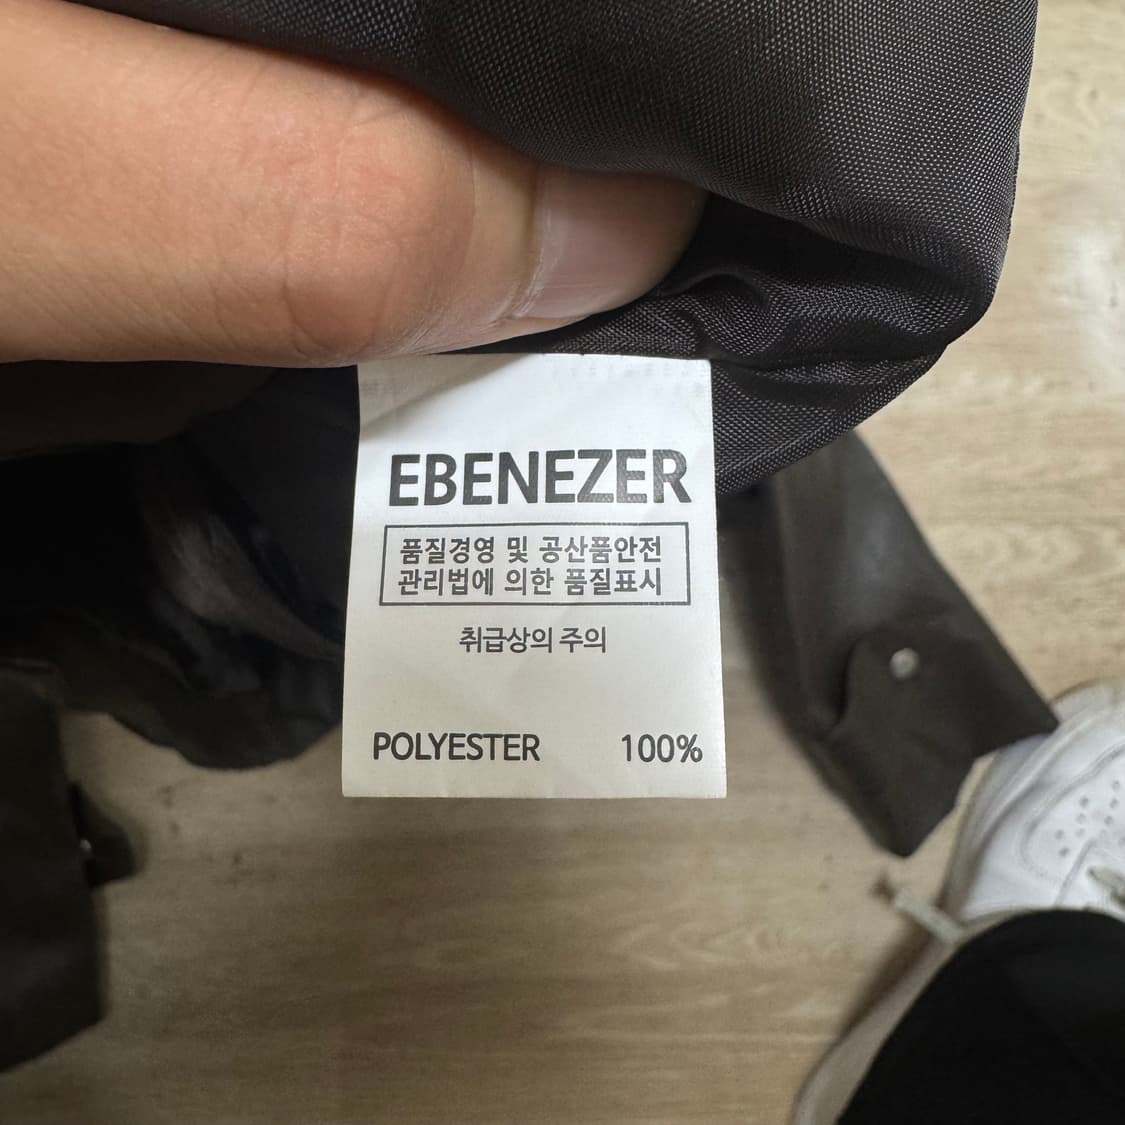 EBENEZER
품질경영 및 공산품안전
관리법에 의한 품질표시
취급상의 주의
POLYESTER 100%